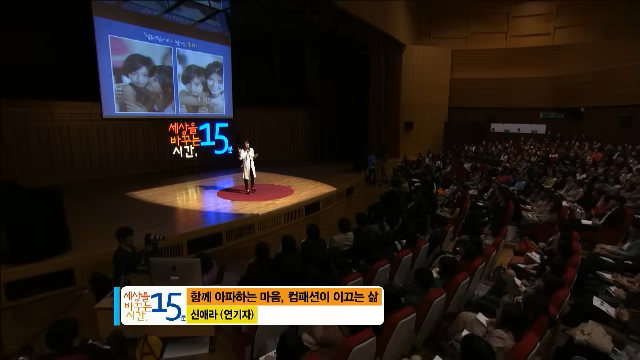 세상을
바꾸는
시간,
15분
세상을
바꾸는
시간,
15분
함께 아파하는 마음, 컴패션이 이끄는 삶
신애라 (연기자)